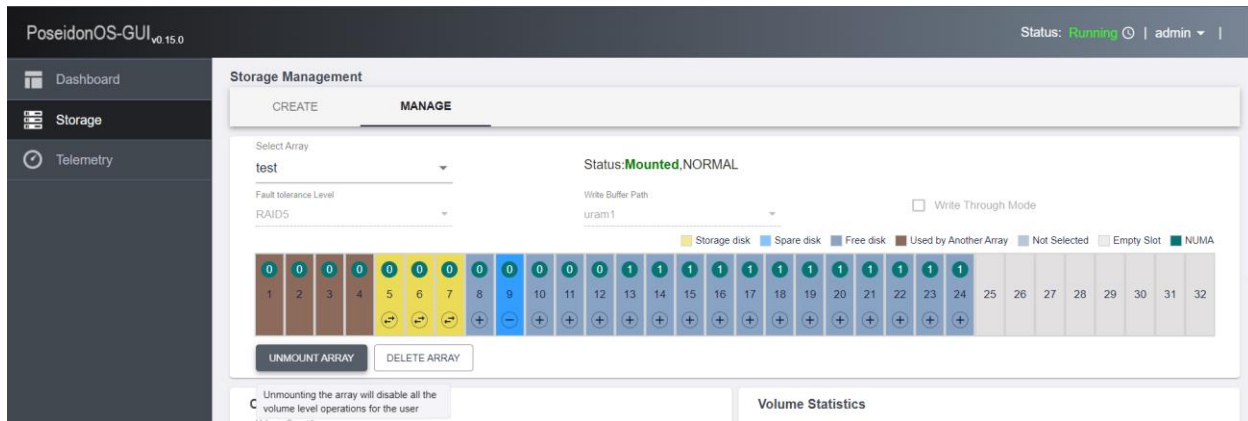 PoseidonOS-GUI v0.15.0
Status: Running | admin |
Dashboard
Storage
Telemetry
Storage Management
CREATE MANAGE
Select Array
test
Status:Mounted,NORMAL
Fault tolerance Level
RAID5
Write Buffer Path
uram1
Write Through Mode
Storage disk Spare disk Free disk Used by Another Array Not Selected Empty Slot NUMA
0 0 0 0 0 0 0 0 0 0 0 0 1 1 1 1 1 1 1 1 1 1 1 1
1 2 3 4 5 6 7 8 9 10 11 12 13 14 15 16 17 18 19 20 21 22 23 24 25 26 27 28 29 30 31 32
UNMOUNT ARRAY DELETE ARRAY
Unmounting the array will disable all the
volume level operations for the user
Volume Statistics